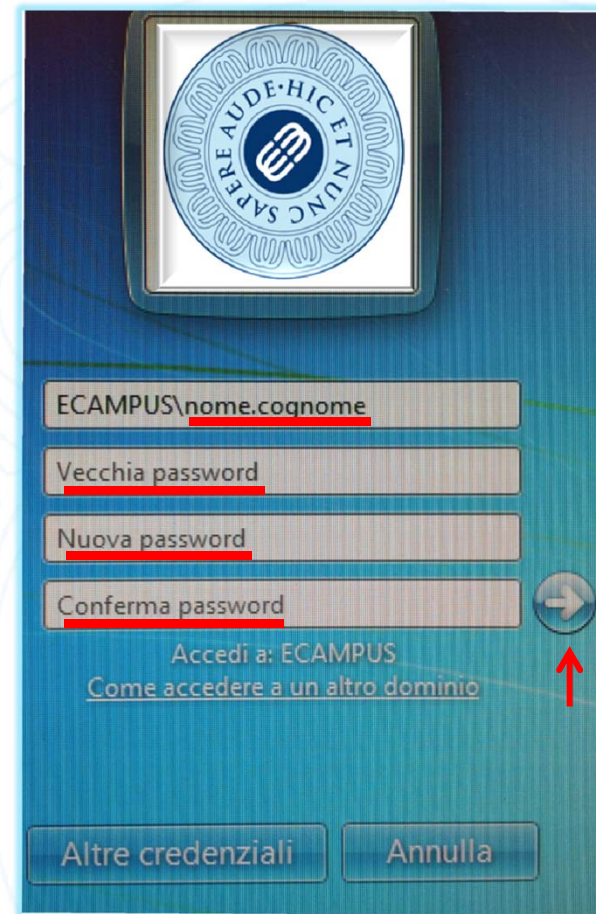 SAPERE AUDE·HIC ET NUNC
ECAMPUS\nome.cognome
Vecchia password
Nuova password
Conferma password
Accedi a: ECAMPUS
Come accedere a un altro dominio
Altre credenziali
Annulla